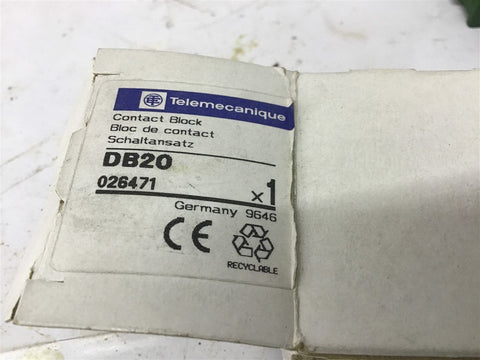 Telemecanique
Contact Block
Bloc de contact
Schaltansatz
DB20
026471 x1
Germany 9646
CE
RECYCLABLE